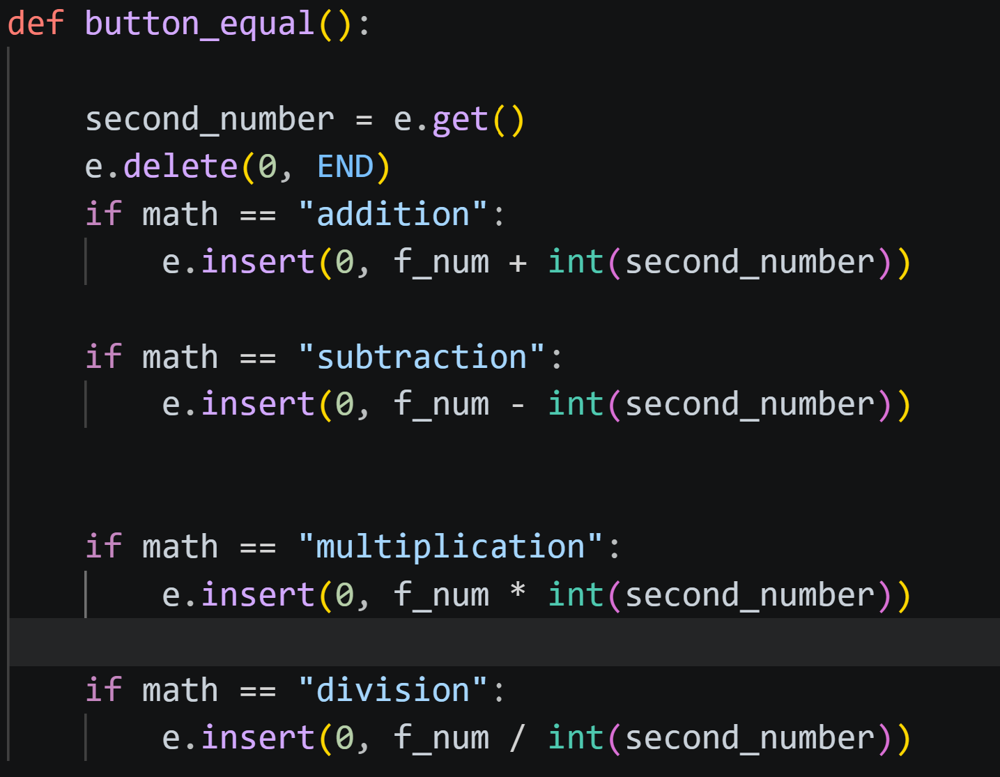 def button_equal():
    second_number = e.get()
    e.delete(0, END)
    if math == "addition":
        e.insert(0, f_num + int(second_number))
    if math == "subtraction":
        e.insert(0, f_num - int(second_number))
    if math == "multiplication":
        e.insert(0, f_num * int(second_number))
    if math == "division":
        e.insert(0, f_num / int(second_number))